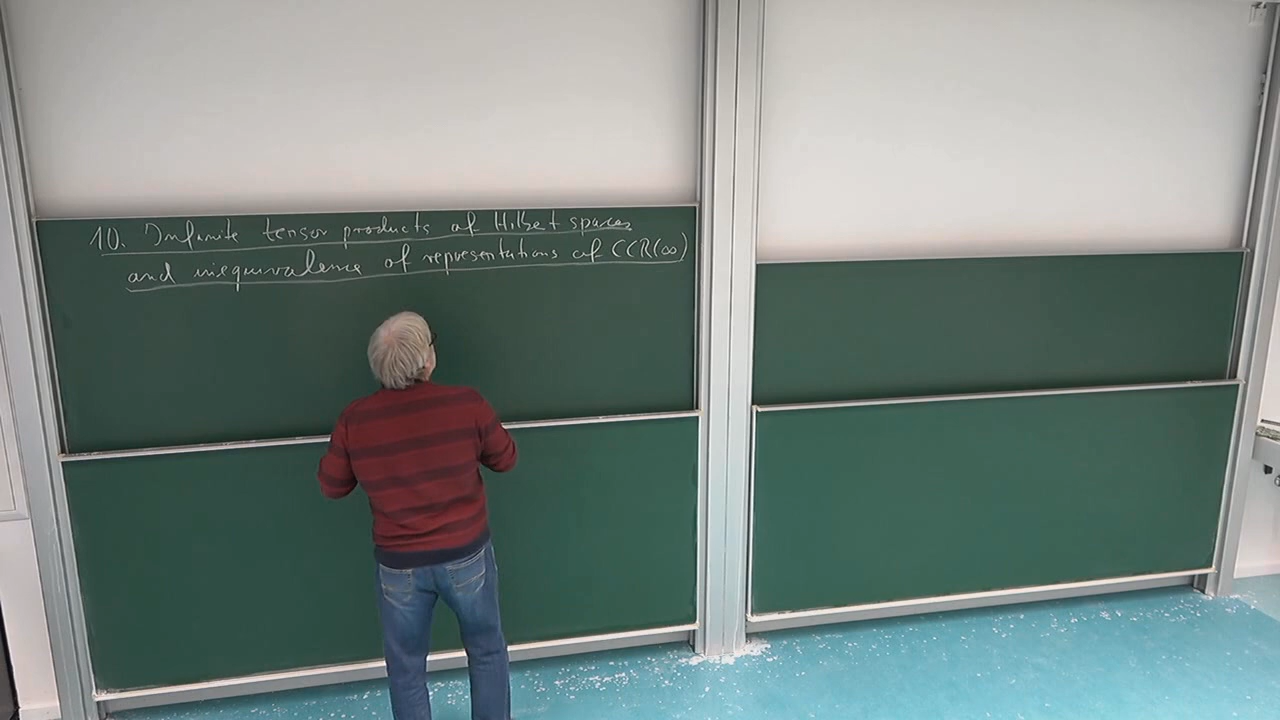 10. Infinite tensor products of Hilbert spaces
and inequivalence of representations of CCR(∞)